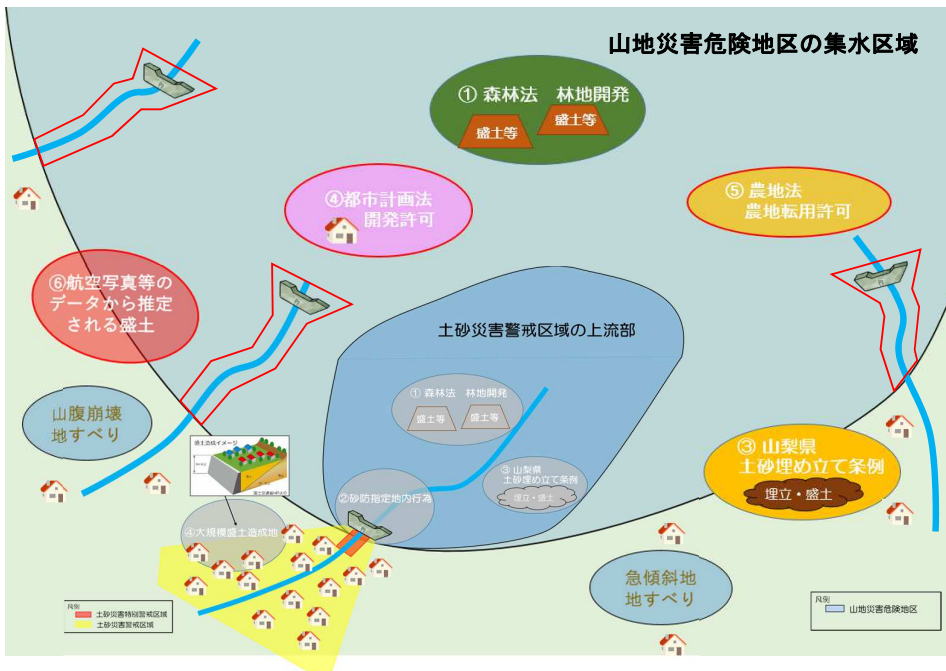 山地災害危険地区の集水区域
① 森林法　林地開発
盛土等
盛土等
④都市計画法
開発許可
⑤ 農地法
農地転用許可
⑥航空写真等の
データから推定
される盛土
土砂災害警戒区域の上流部
① 森林法　林地開発
盛土等
盛土等
山腹崩壊
地すべり
盛土造成イメージ
③ 山梨県
土砂埋め立て条例
埋立・盛土
②砂防指定地内行為
③ 山梨県
土砂埋め立て条例
埋立・盛土
④大規模盛土造成地
急傾斜地
地すべり
凡例
土砂災害特別警戒区域
土砂災害警戒区域
凡例
山地災害危険地区